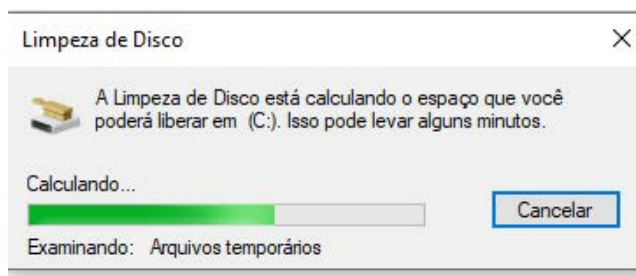 Limpeza de Disco
A Limpeza de Disco está calculando o espaço que você
poderá liberar em (C:). Isso pode levar alguns minutos.
Calculando...
Cancelar
Examinando: Arquivos temporários